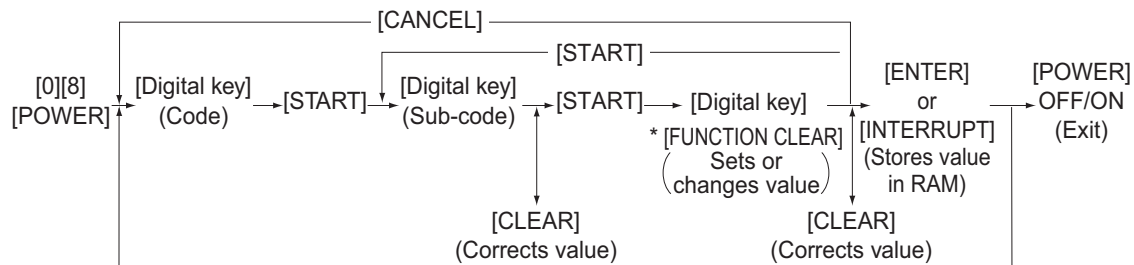 [CANCEL]
[START]
[0][8]
[POWER]
[Digital key]
(Code)
[START]
[Digital key]
(Sub-code)
[START]
[Digital key]
* [FUNCTION CLEAR]
(Sets or
changes value)
[ENTER]
or
[INTERRUPT]
(Stores value
in RAM)
[POWER]
OFF/ON
(Exit)
[CLEAR]
(Corrects value)
[CLEAR]
(Corrects value)